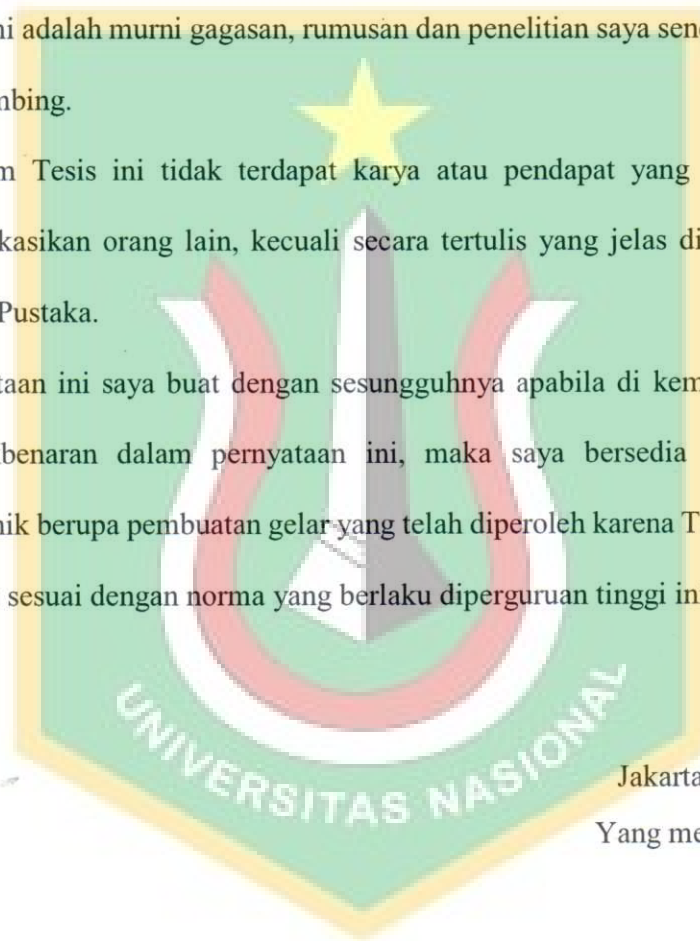 ni adalah murni gagasan, rumusan dan penelitian saya send
mbing.
m Tesis ini tidak terdapat karya atau pendapat yang
kasikan orang lain, kecuali secara tertulis yang jelas di
Pustaka.
taan ini saya buat dengan sesungguhnya apabila di kem
benaran dalam pernyataan ini, maka saya bersedia
nik berupa pembuatan gelar yang telah diperoleh karena T
sesuai dengan norma yang berlaku diperguruan tinggi in
UNIVERSITAS NASIONAL
Jakarta
Yang me